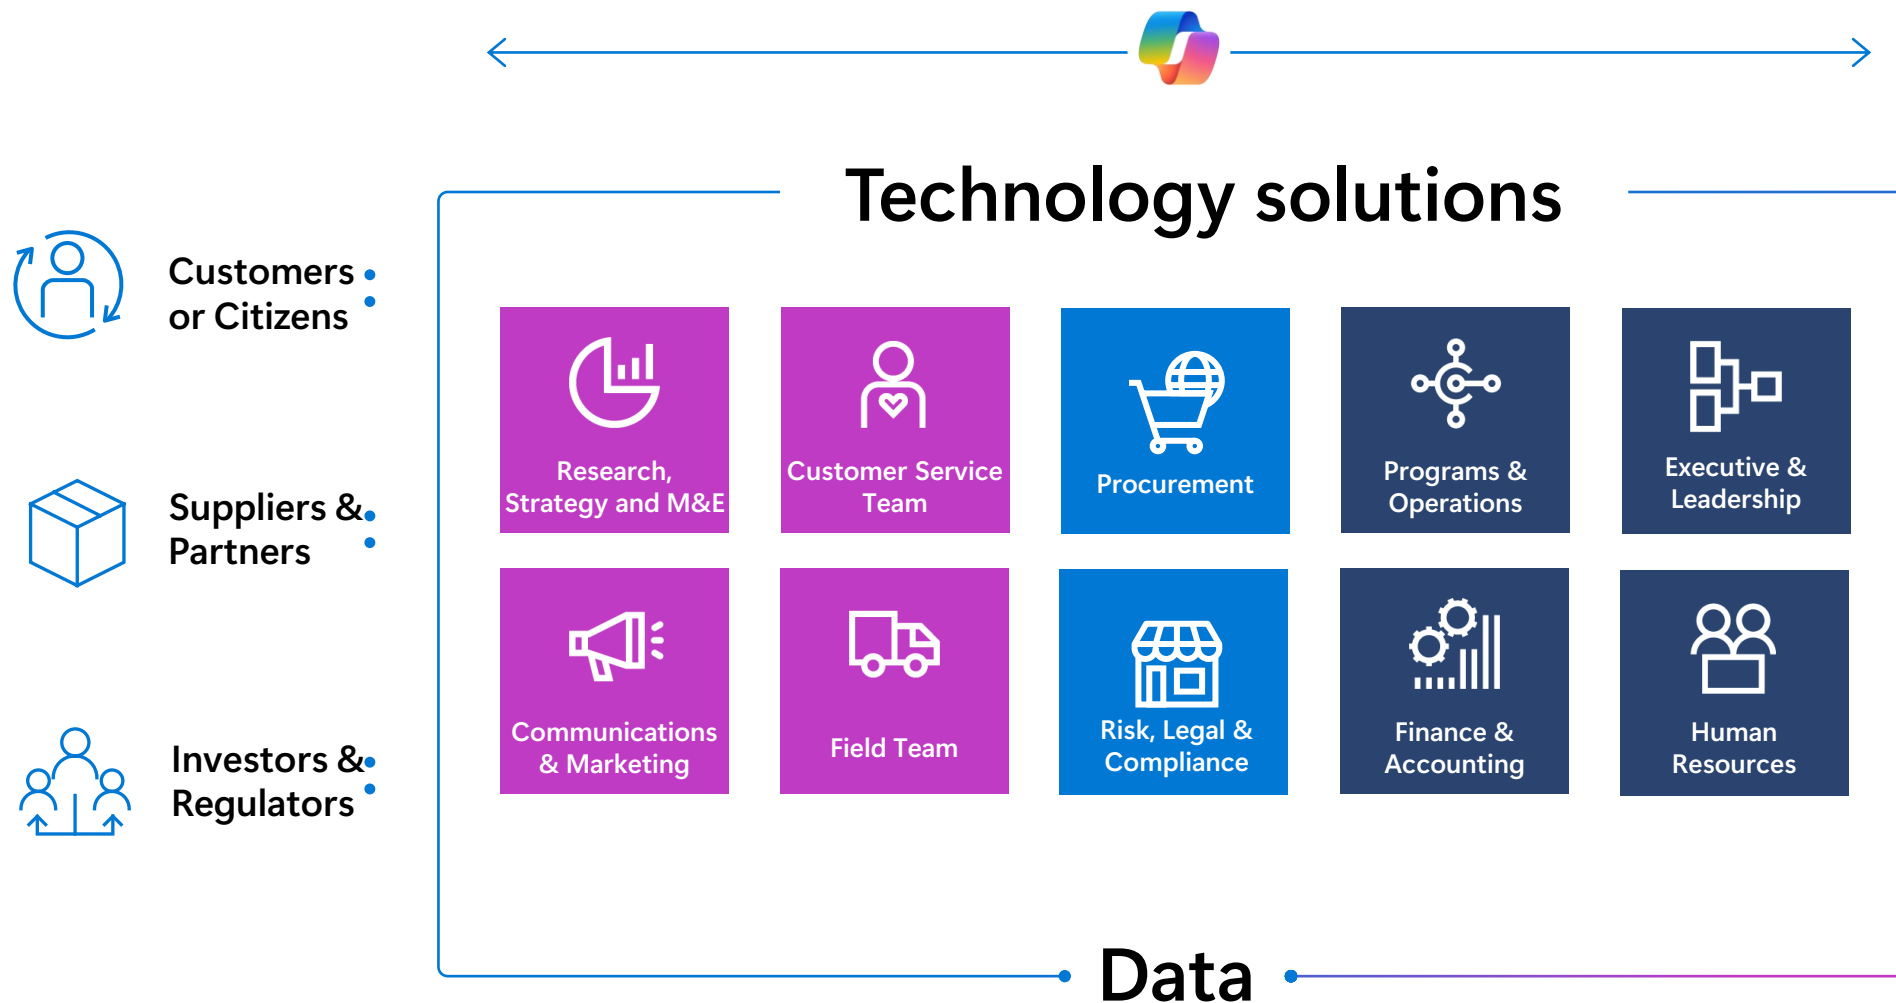 Technology solutions
Customers
or Citizens
Suppliers &
Partners
Investors &
Regulators
Research,
Strategy and M&E
Customer Service
Team
Procurement
Programs &
Operations
Executive &
Leadership
Communications
& Marketing
Field Team
Risk, Legal &
Compliance
Finance &
Accounting
Human
Resources
Data